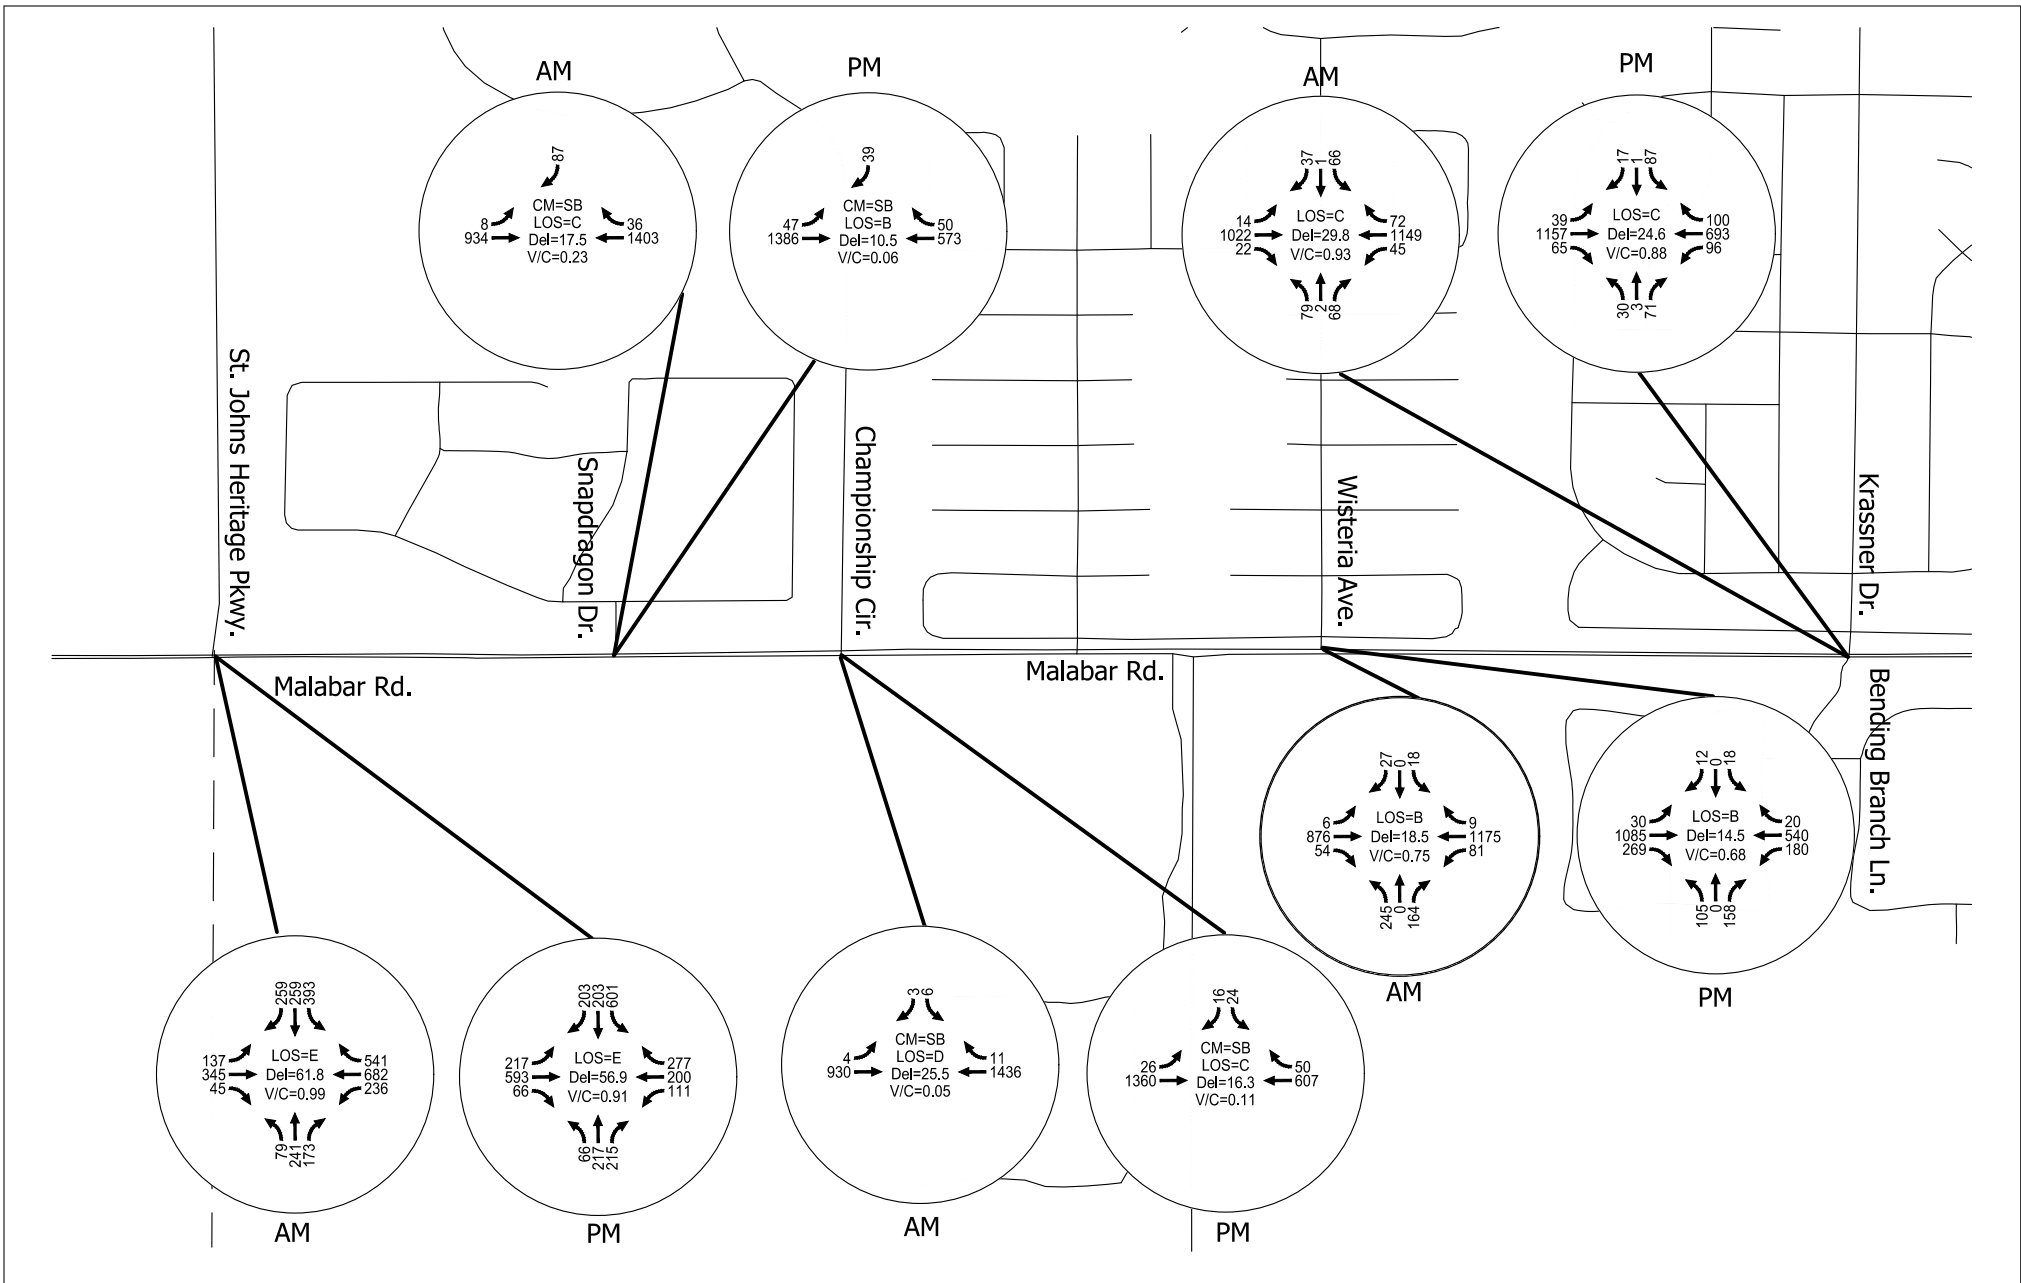 AM
87
CM=SB
LOS=C
Del=17.5
V/C=0.23
8
934
36
1403
PM
39
CM=SB
LOS=B
Del=10.5
V/C=0.06
47
1386
50
573
AM
37
1
66
14
1022
22
LOS=C
Del=29.8
V/C=0.93
72
1149
45
79
2
68
PM
17
1
87
39
1157
65
LOS=C
Del=24.6
V/C=0.88
100
693
96
30
3
71
St. Johns Heritage Pkwy.
Snapdragon Dr.
Championship Cir.
Wisteria Ave.
Krassner Dr.
Malabar Rd.
Malabar Rd.
Bending Branch Ln.
27
0
18
6
876
54
LOS=B
Del=18.5
V/C=0.75
9
1175
81
245
0
164
AM
12
0
18
30
1085
269
LOS=B
Del=14.5
V/C=0.68
20
540
180
105
0
158
PM
259
259
393
137
345
45
LOS=E
Del=61.8
V/C=0.99
541
682
236
79
241
173
AM
203
203
601
217
593
66
LOS=E
Del=56.9
V/C=0.91
277
200
111
66
217
215
PM
3
6
4
930
CM=SB
LOS=D
Del=25.5
V/C=0.05
11
1436
AM
16
24
26
1360
CM=SB
LOS=C
Del=16.3
V/C=0.11
50
607
PM